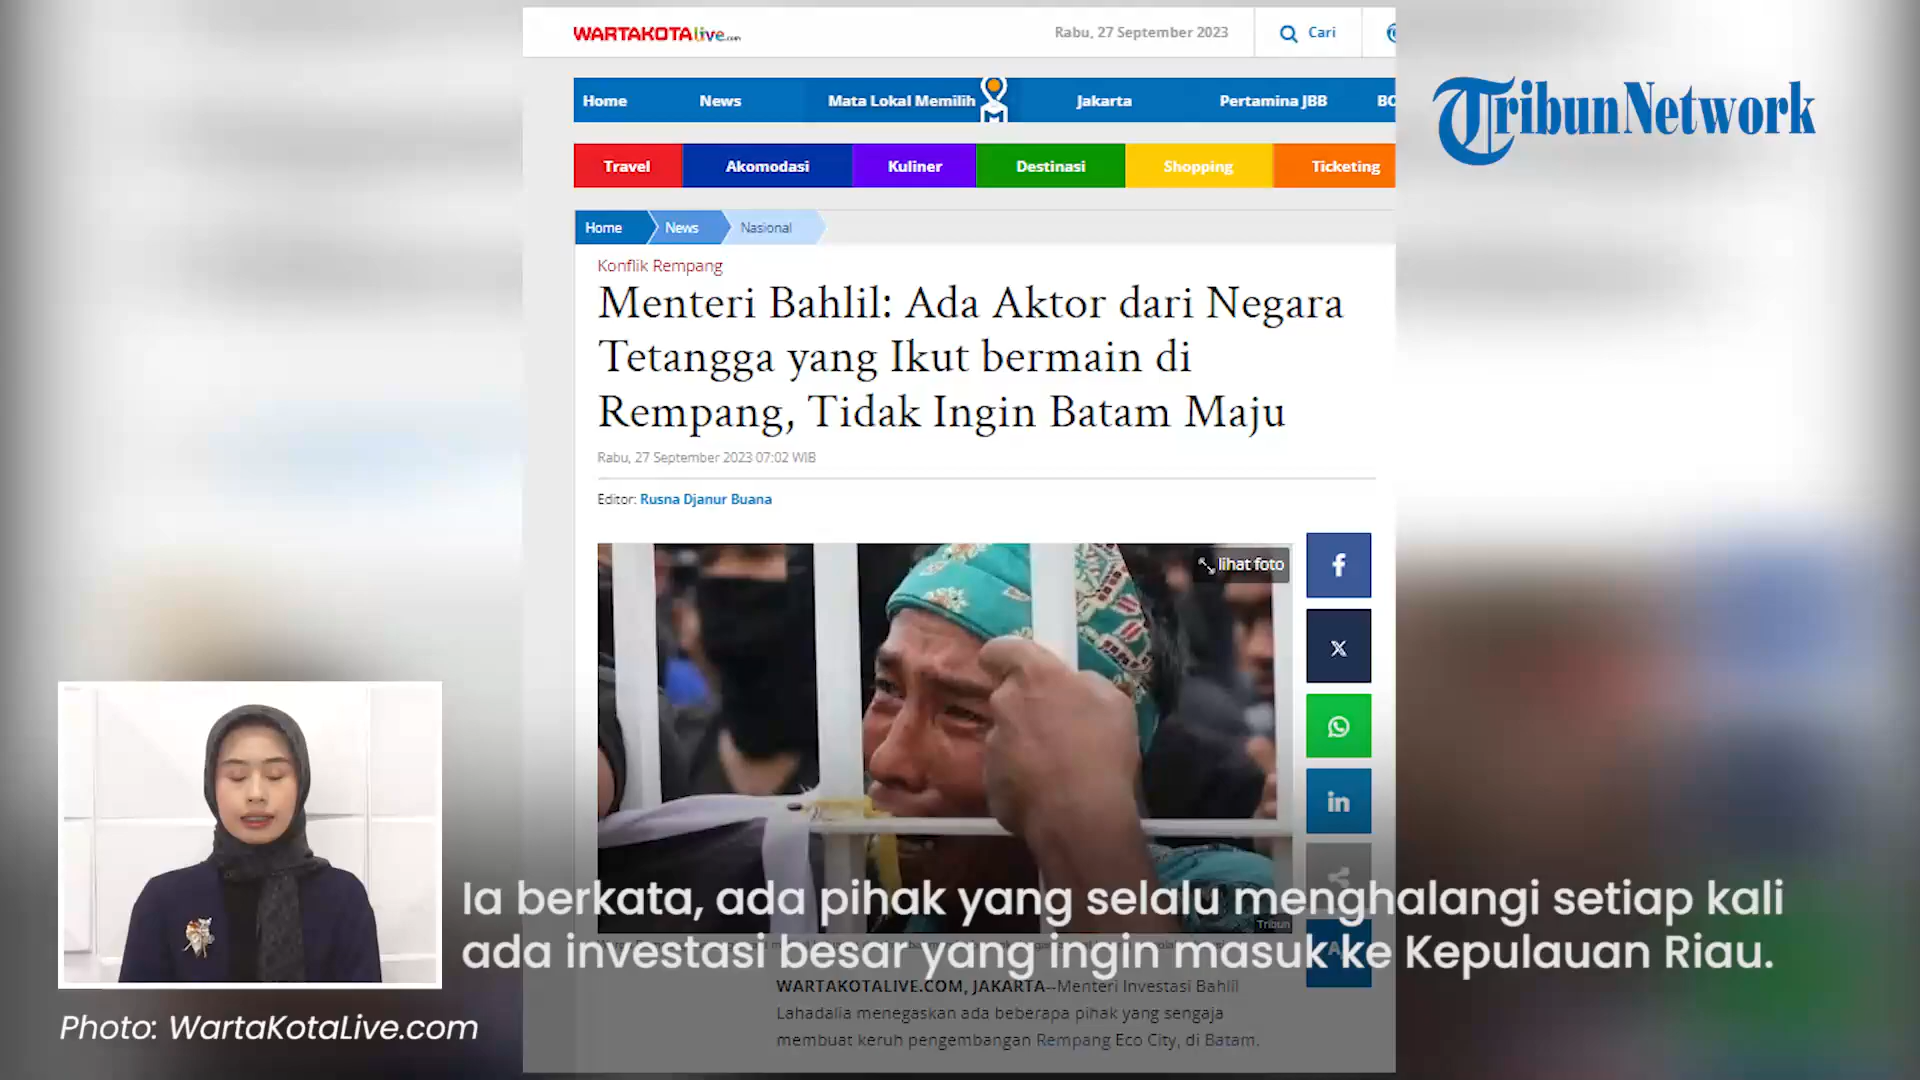 WARTAKOTAlive.com
Rabu, 27 September 2023
Cari
TribunNetwork
Home
News
Mata Lokal Memilih
Jakarta
Pertamina JBB
Travel
Akomodasi
Kuliner
Destinasi
Shopping
Ticketing
Home
News
Nasional
Konflik Rempang
Menteri Bahlil: Ada Aktor dari Negara
Tetangga yang Ikut bermain di
Rempang, Tidak Ingin Batam Maju
Rabu, 27 September 2023 07:02 WIB
Editor: Rusna Djanur Buana
lihat foto
Tribun
Ia berkata, ada pihak yang selalu menghalangi setiap kali
ada investasi besar yang ingin masuk ke Kepulauan Riau.
WARTAKOTALIVE.COM, JAKARTA--Menteri Investasi Bahlil
Lahadalia menegaskan ada beberapa pihak yang sengaja
membuat keruh pengembangan Rempang Eco City, di Batam.
Photo: WartaKotaLive.com